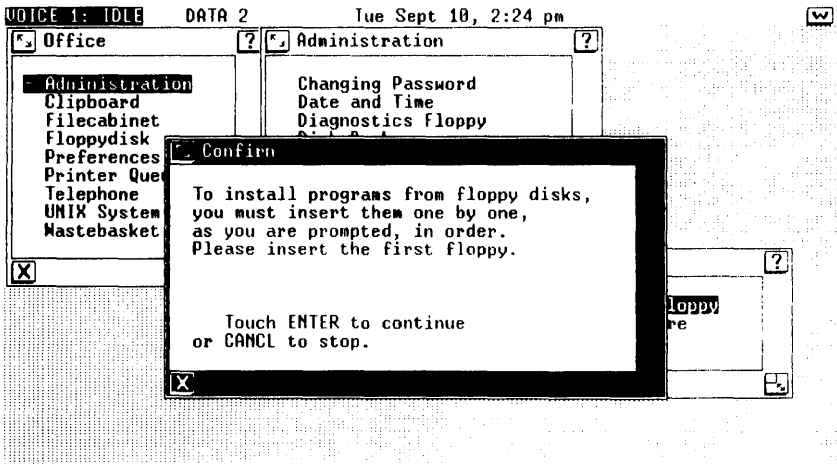 VOICE 1: IDLE DATA 2 Tue Sept 10, 2:24 pm
Office ?
Administration
Clipboard
Filecabinet
Floppydisk
Preferences
Printer
Telephone
UNIX System
Wastebasket
Administration ?
Changing Password
Date and Time
Diagnostics Floppy
Confirm
To install programs from floppy disks,
you must insert them one by one,
as you are prompted, in order.
Please insert the first floppy.
Touch ENTER to continue
or CANCL to stop.
?
loppy
re